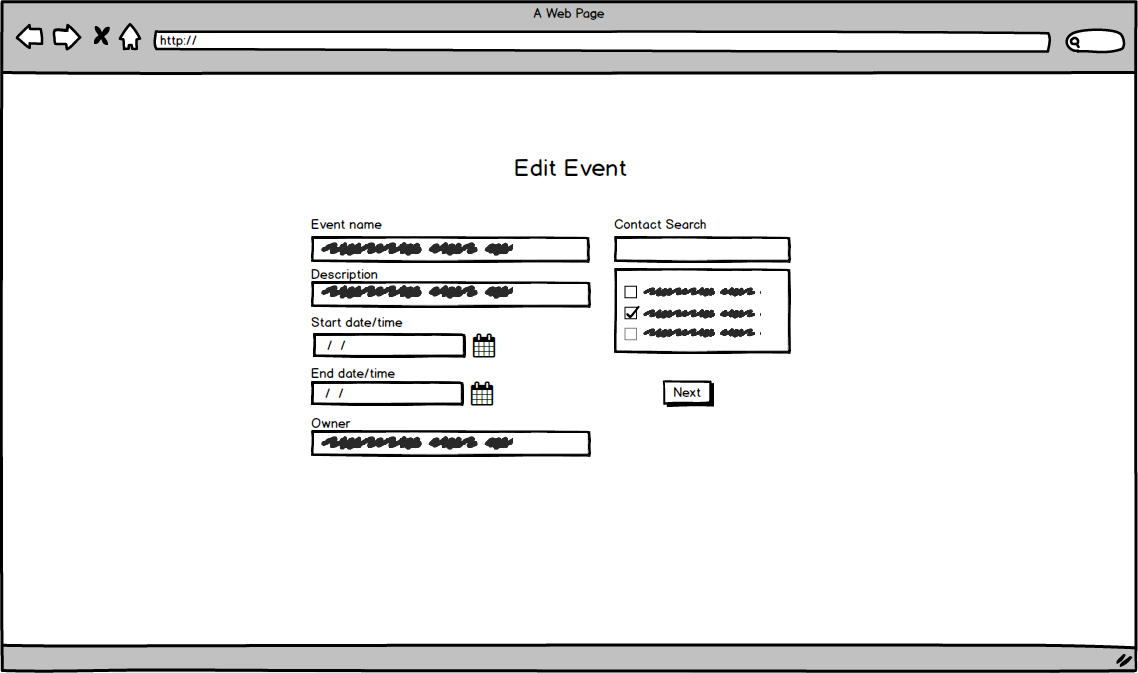 A Web Page
http://
Edit Event
Event name
Description
Start date/time
/ /
End date/time
/ /
Owner
Contact Search
Next